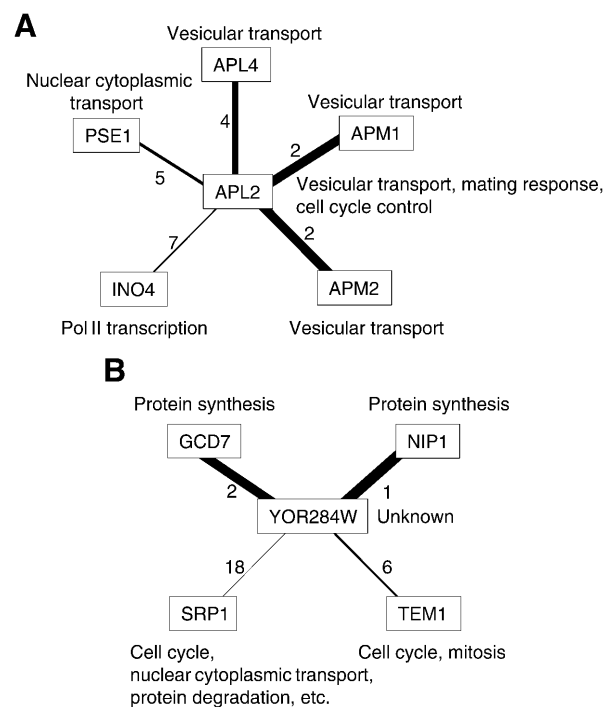 A
Vesicular transport
APL4
Nuclear cytoplasmic
transport
Vesicular transport
PSE1
APM1
4
2
5
APL2
Vesicular transport, mating response,
cell cycle control
7
2
INO4
APM2
Pol II transcription
Vesicular transport
B
Protein synthesis
Protein synthesis
GCD7
NIP1
2
1
YOR284W
Unknown
18
6
SRP1
TEM1
Cell cycle,
nuclear cytoplasmic transport,
protein degradation, etc.
Cell cycle, mitosis